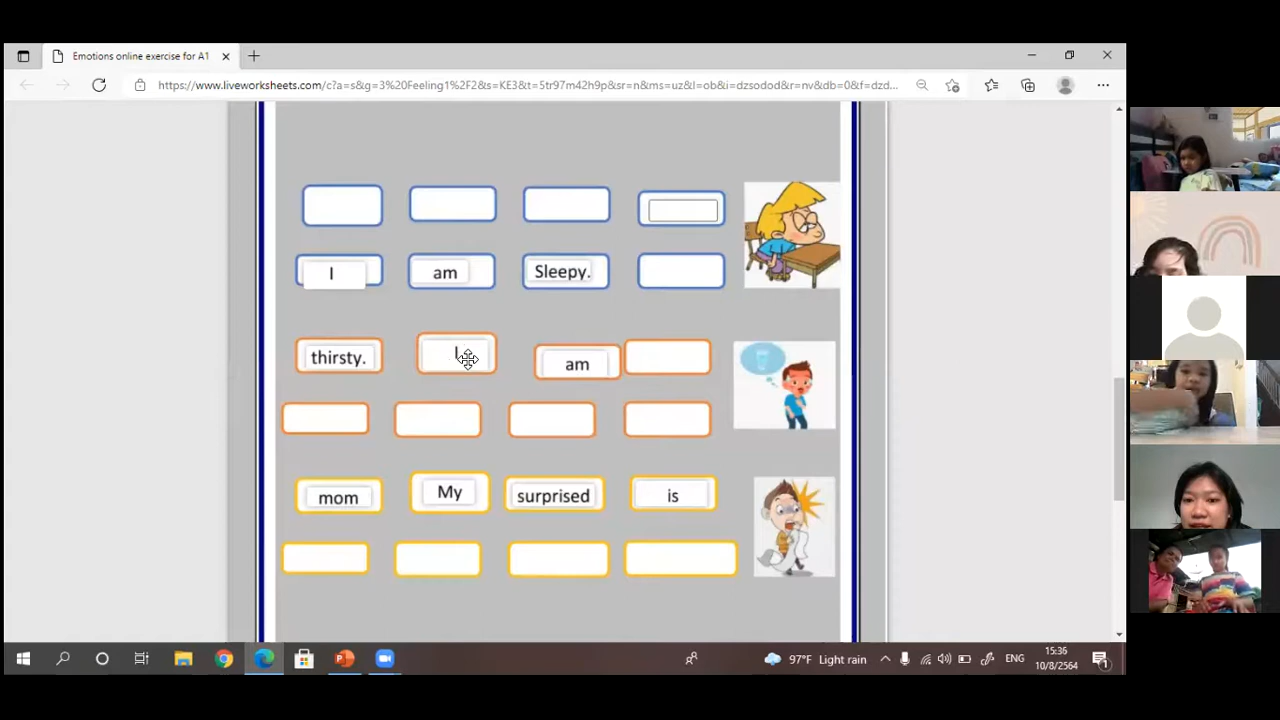 Emotions online exercise for A1
https://www.liveworksheets.com/c?a=s&g=3%20Feeling1%2F2&s=KE3&t=5tr97m42h9p&sr=n&ms=uz&l=ob&i=dzsodod&r=nv&db=0&f=dzd...
I am Sleepy.
thirsty. I am
mom My surprised is
97°F Light rain ENG 15:36
10/8/2564
1